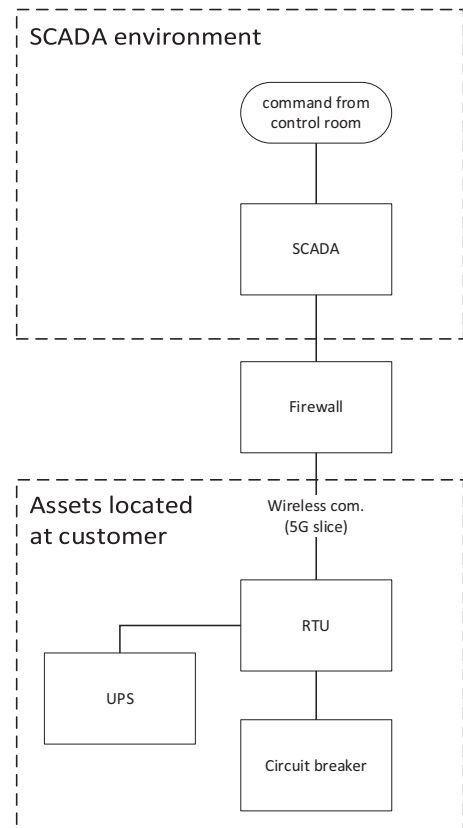 SCADA environment
command from
control room
SCADA
Firewall
Assets located
at customer
Wireless com.
(5G slice)
RTU
UPS
Circuit breaker